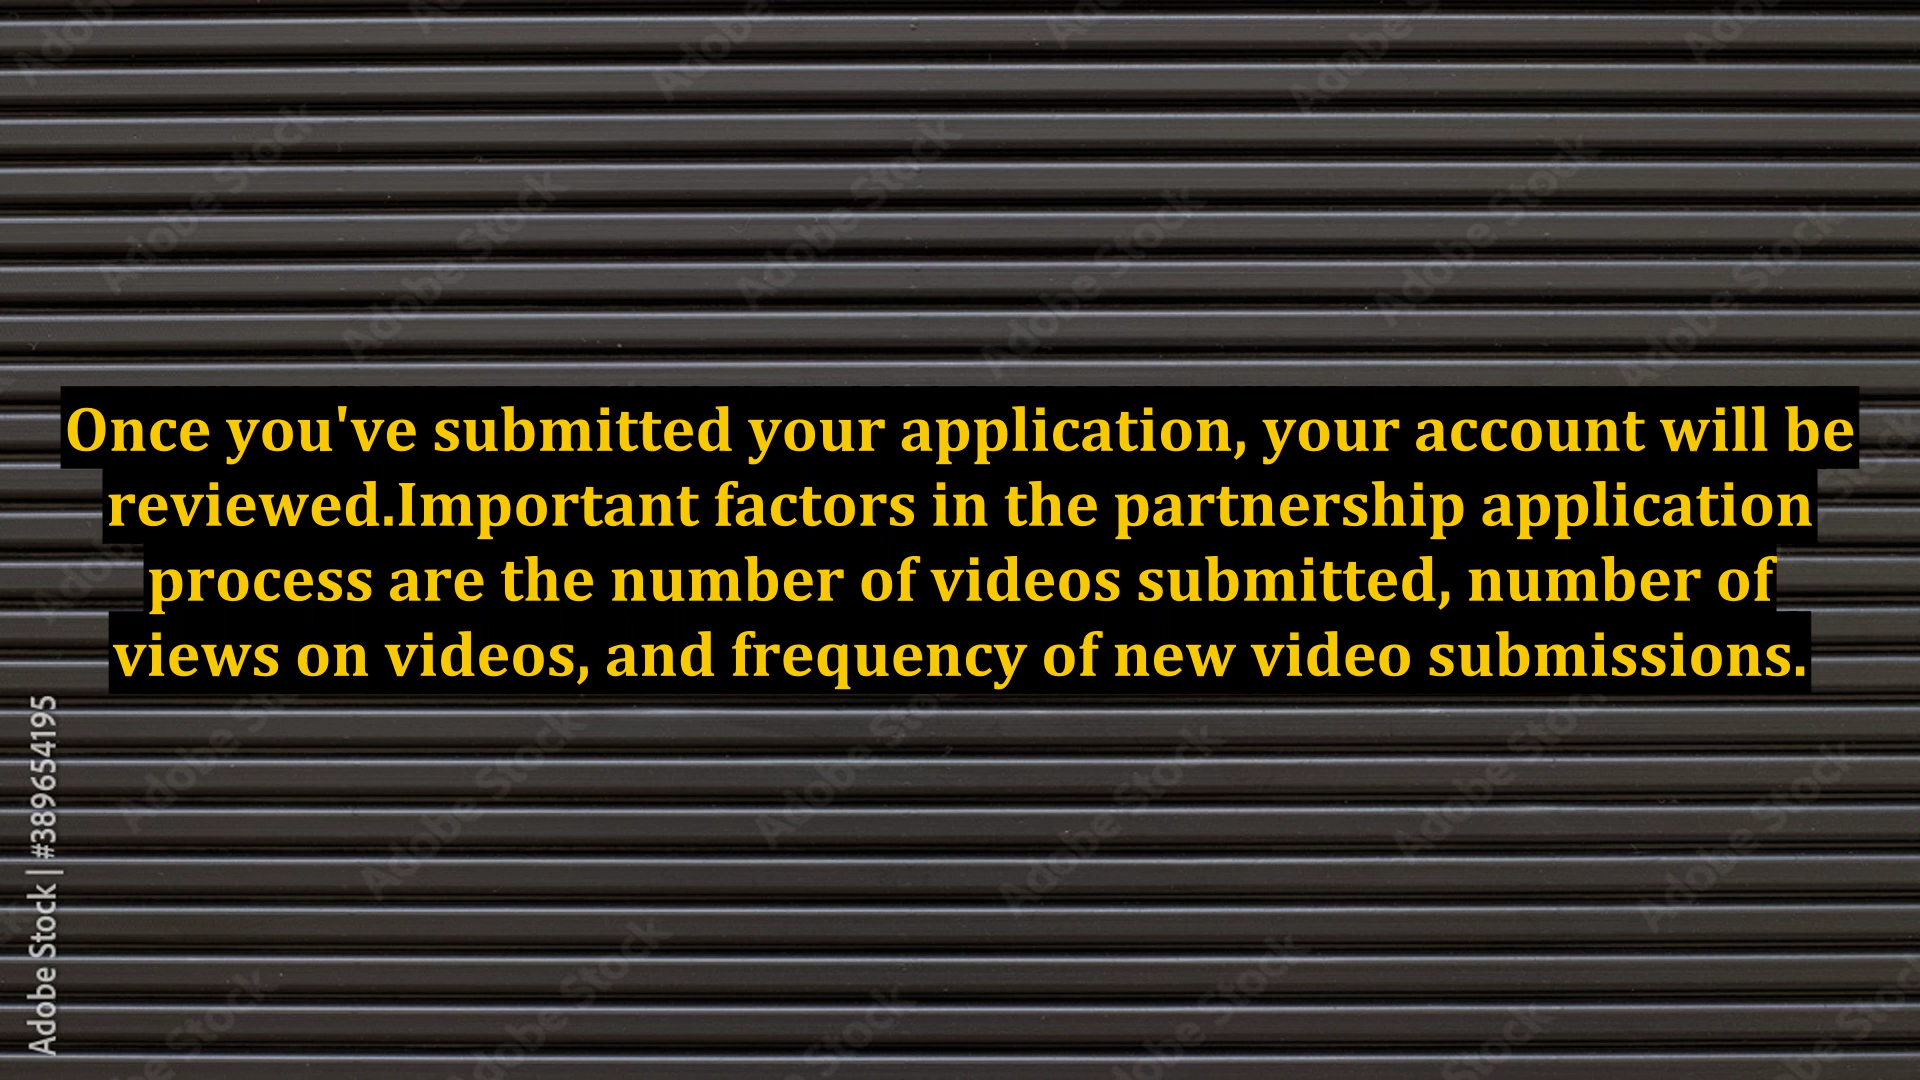 Once you've submitted your application, your account will be
reviewed.Important factors in the partnership application
process are the number of videos submitted, number of
views on videos, and frequency of new video submissions.
Adobe Stock | #389654195
Adobe Stock